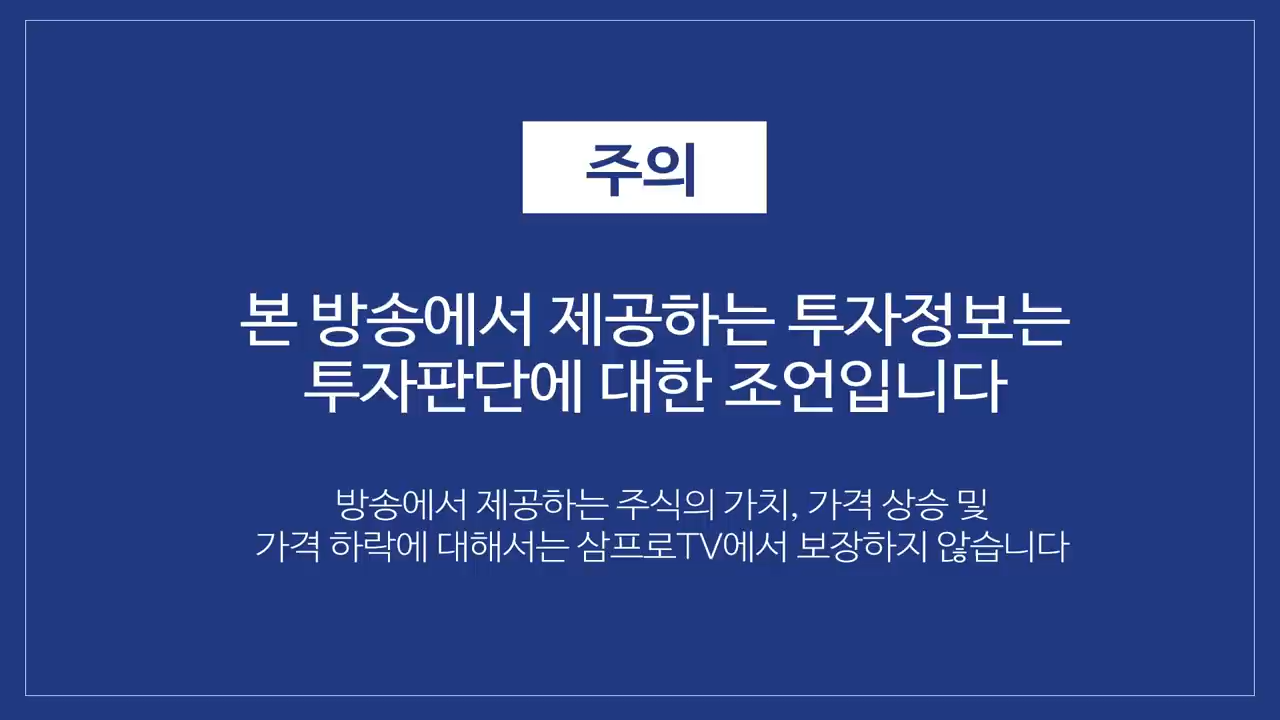 주의
본 방송에서 제공하는 투자정보는
투자판단에 대한 조언입니다
방송에서 제공하는 주식의 가치, 가격 상승 및
가격 하락에 대해서는 삼프로TV에서 보장하지 않습니다